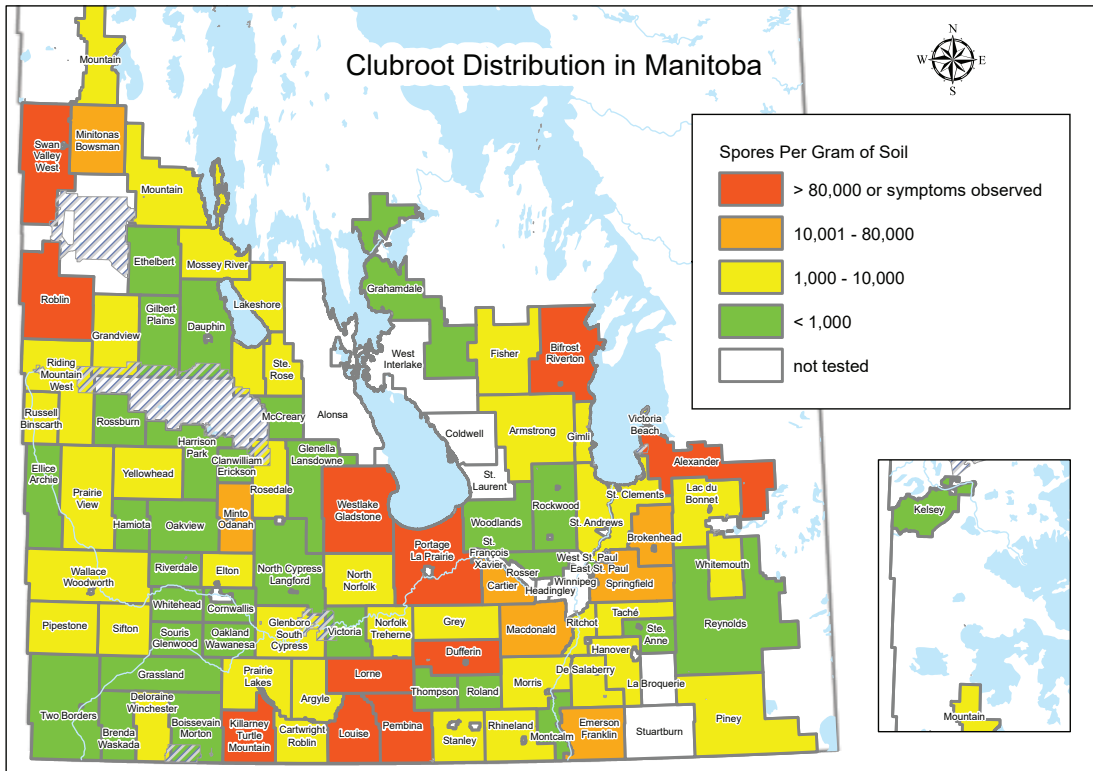 Clubroot Distribution in Manitoba
N
W E
S
Spores Per Gram of Soil
> 80,000 or symptoms observed
10,001 - 80,000
1,000 - 10,000
< 1,000
not tested
Mountain
Swan
Valley
West
Minitonas
Bowsman
Mountain
Ethelbert
Mossey River
Roblin
Grandview
Gilbert
Plains
Dauphin
Lakeshore
Grahamdale
West
Interlake
Fisher
Bifrost
Riverton
Riding
Mountain
West
Ste.
Rose
Alonsa
Russell
Binscarth
Rossburn
McCreary
Coldwell
Armstrong
Gimli
Victoria
Beach
Alexander
Harrison
Park
Clanwilliam
Erickson
Glenella
Lansdowne
Ellice
Archie
Yellowhead
Prairie
View
Rosedale
St.
Laurent
St. Clements
Lac du
Bonnet
Hamiota
Oakview
Minto
Odanah
Westlake
Gladstone
Portage
La Prairie
Woodlands
Rockwood
St. Andrews
Brokenhead
Kelsey
Wallace
Woodworth
Riverdale
Elton
North Cypress
Langford
North
Norfolk
St.
François
Xavier
Rosser
Cartier
Headingley
West St. Paul
East St. Paul
Winnipeg
Springfield
Whitemouth
Whitehead
Cornwallis
Pipestone
Sifton
Souris
Glenwood
Oakland
Wawanesa
Glenboro
South
Cypress
Victoria
Norfolk
Treherne
Grey
Macdonald
Ritchot
Taché
Ste.
Anne
Reynolds
Hanover
Grassland
Prairie
Lakes
Argyle
Lorne
Dufferin
Thompson
Roland
Morris
De Salaberry
La Broquerie
Two Borders
Deloraine
Winchester
Brenda
Waskada
Boissevain
Morton
Killarney
Turtle
Mountain
Cartwright
Roblin
Louise
Pembina
Stanley
Rhineland
Montcalm
Emerson
Franklin
Stuartburn
Piney
Mountain